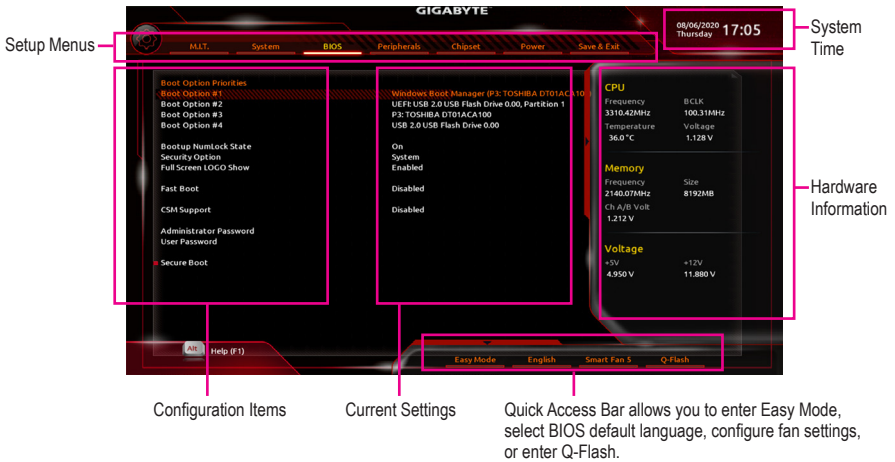 GIGABYTE
08/06/2020 Thursday 17:05
System Time
Setup Menus
M.I.T. System BIOS Peripherals Chipset Power Save & Exit
Boot Option Priorities
Boot Option #1 Windows Boot Manager (P3: TOSHIBA DT01ACA100)
Boot Option #2 UEFI: USB 2.0 USB Flash Drive 0.00, Partition 1
Boot Option #3 P3: TOSHIBA DT01ACA100
Boot Option #4 USB 2.0 USB Flash Drive 0.00
Bootup NumLock State On
Security Option System
Full Screen LOGO Show Enabled
Fast Boot Disabled
CSM Support Disabled
Administrator Password
User Password
Secure Boot
CPU
Frequency BCLK
3310.42MHz 100.31MHz
Temperature Voltage
36.0 °C 1.128 V
Memory
Frequency Size
2140.07MHz 8192MB
Ch A/B Volt
1.212 V
Voltage
+5V +12V
4.950 V 11.880 V
Hardware
Information
Alt Help (F1)
Easy Mode English Smart Fan 5 Q-Flash
Configuration Items
Current Settings
Quick Access Bar allows you to enter Easy Mode,
select BIOS default language, configure fan settings,
or enter Q-Flash.